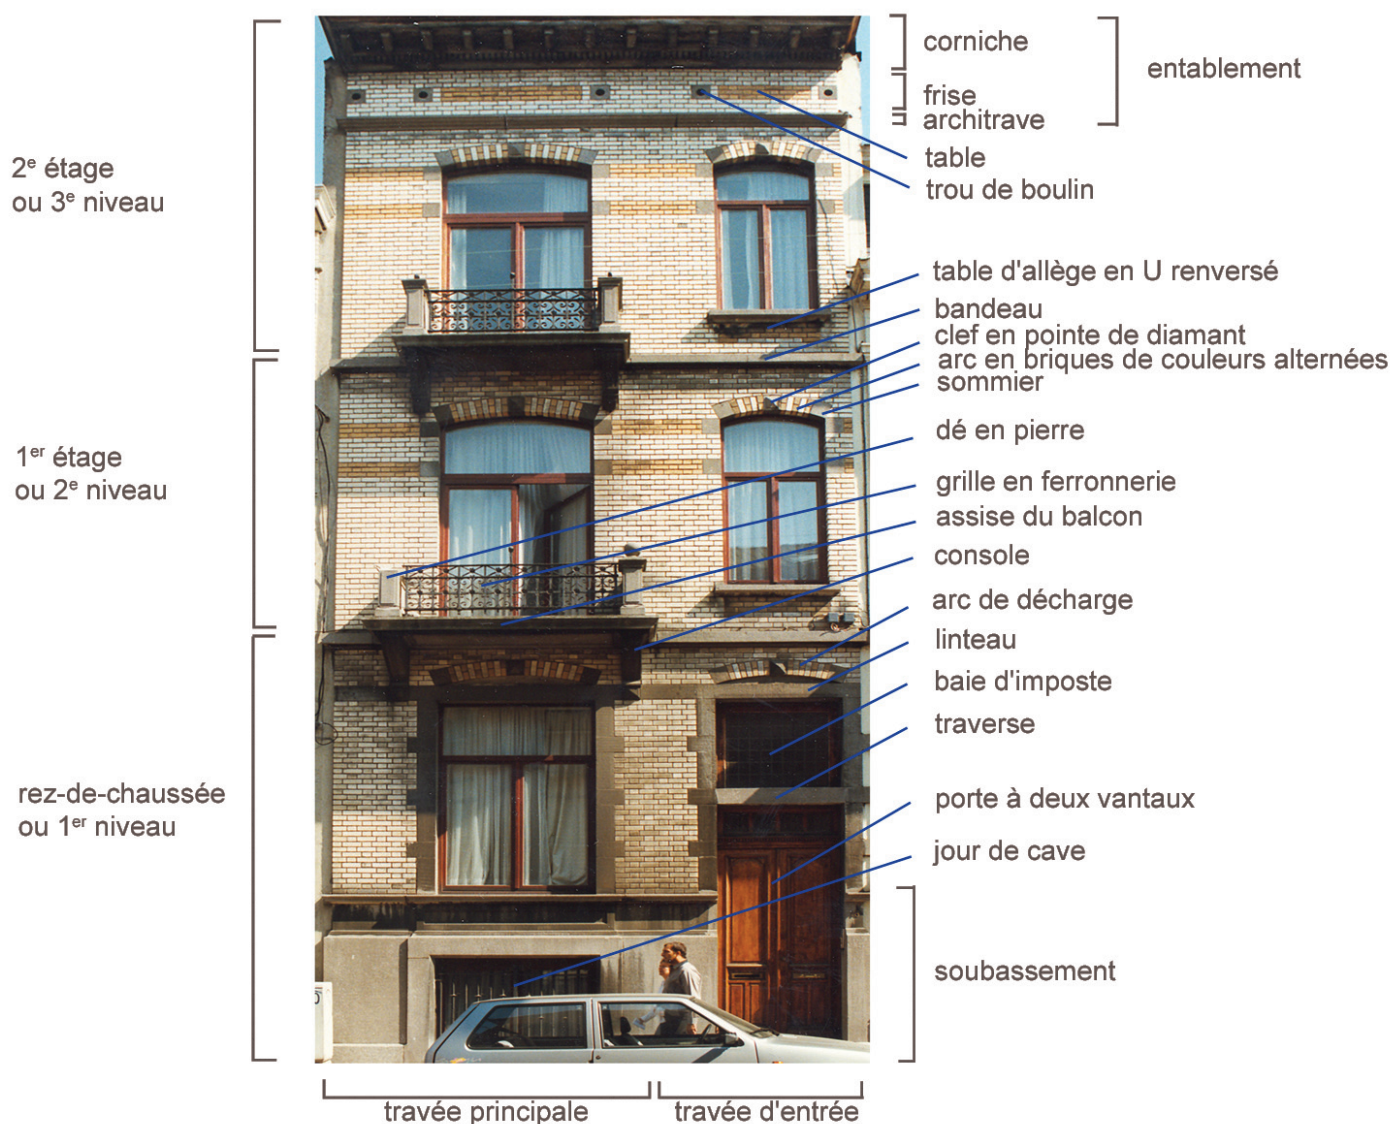 corniche
entablement
frise
architrave
table
trou de boulin
2e étage
ou 3e niveau
table d'allège en U renversé
bandeau
clef en pointe de diamant
arc en briques de couleurs alternées
sommier
dé en pierre
1er étage
ou 2e niveau
grille en ferronnerie
assise du balcon
console
arc de décharge
linteau
baie d'imposte
traverse
rez-de-chaussée
ou 1er niveau
porte à deux vantaux
jour de cave
soubassement
travée principale
travée d'entrée